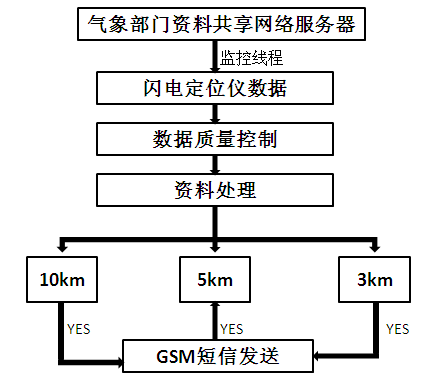 气象部门资料共享网络服务器
监控线程
闪电定位仪数据
数据质量控制
资料处理
10km
5km
3km
YES
YES
YES
GSM短信发送